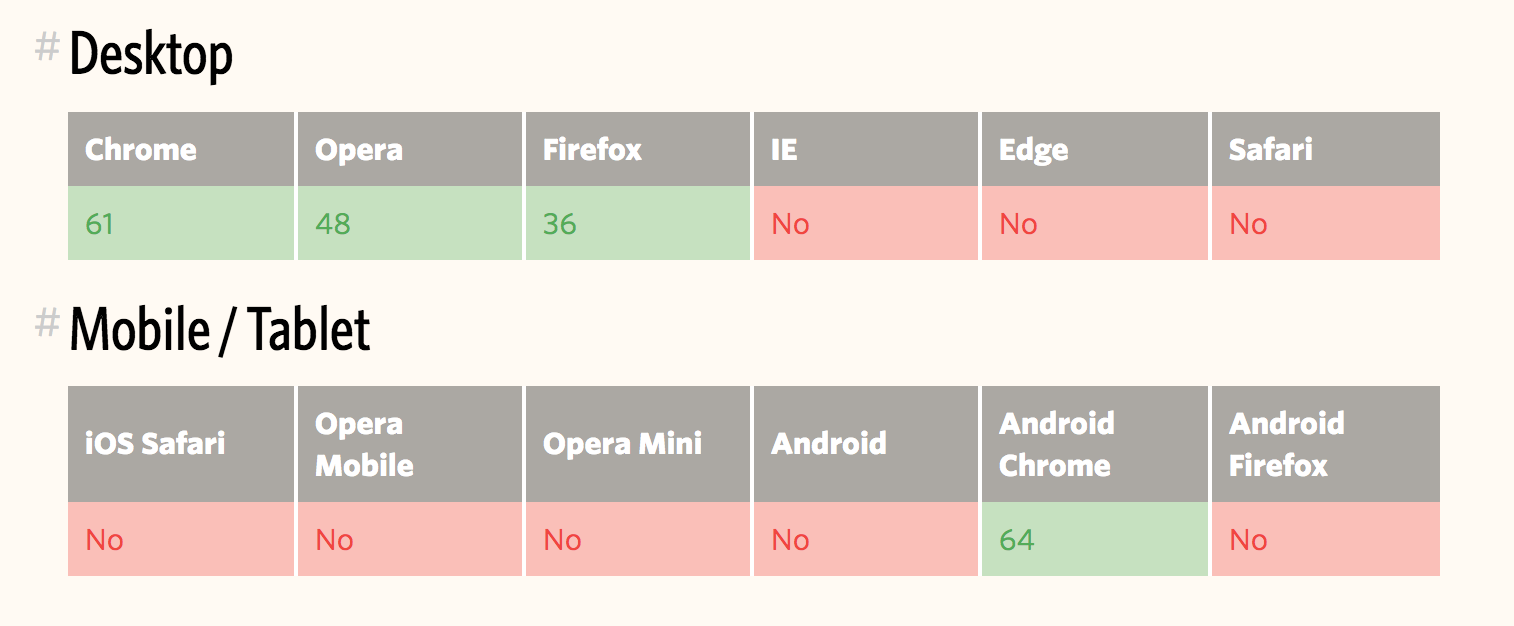 # Desktop
Chrome Opera Firefox IE Edge Safari
61 48 36 No No No
# Mobile / Tablet
iOS Safari Opera Mobile Opera Mini Android Android Chrome Android Firefox
No No No No 64 No